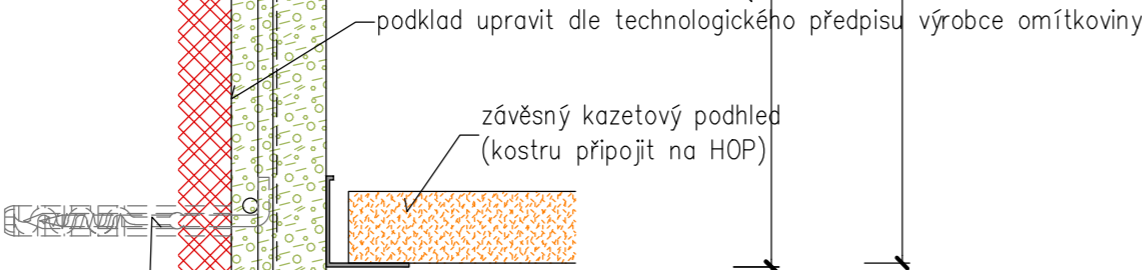 podklad upravit dle technologického předpisu výrobce omítkoviny
závěsný kazetový podhled
(kostru připojit na HOP)